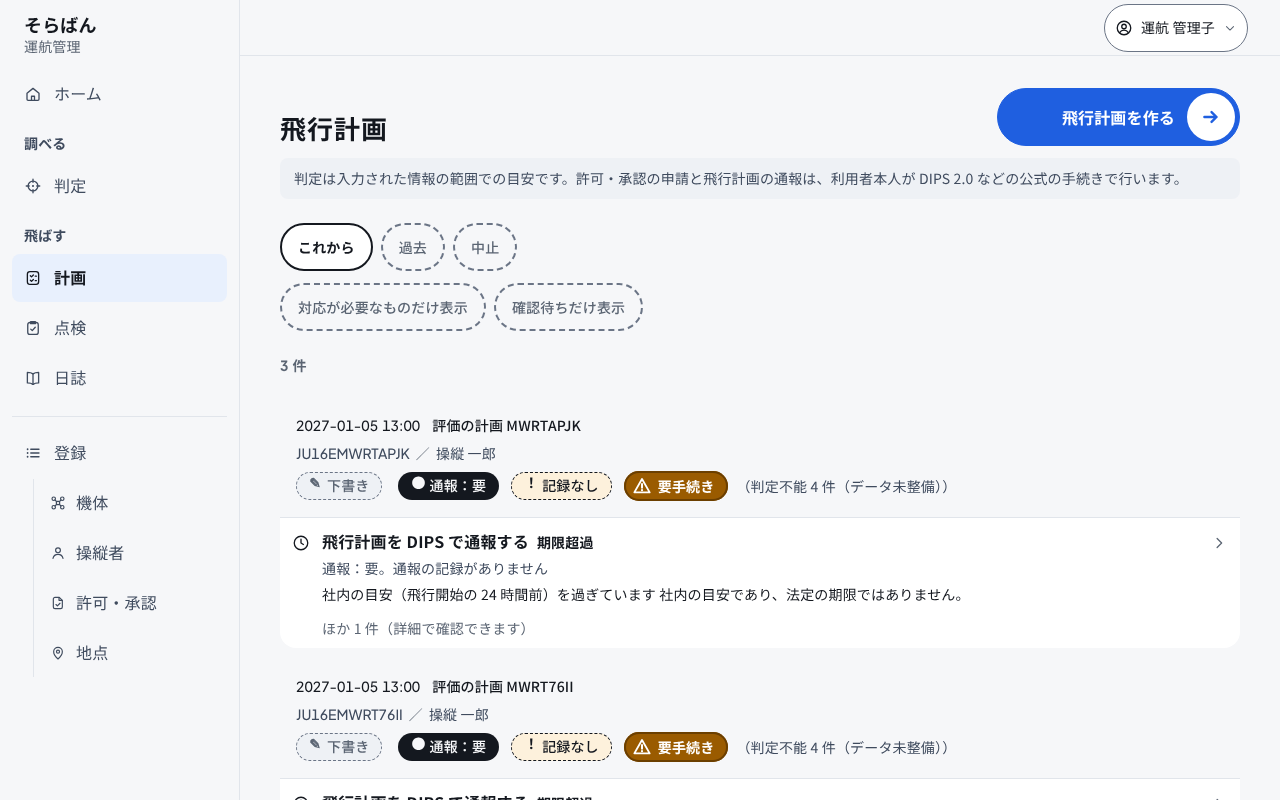 そらばん
運航管理
運航 管理子
ホーム
調べる
判定
飛ばす
計画
点検
日誌
登録
機体
操縦者
許可・承認
地点
飛行計画
飛行計画を作る
判定は入力された情報の範囲での目安です。許可・承認の申請と飛行計画の通報は、利用者本人が DIPS 2.0 などの公式の手続きで行います。
これから 過去 中止
対応が必要なものだけ表示 確認待ちだけ表示
3 件
2027-01-05 13:00 評価の計画 MWRTAPJK
JU16EMWRTAPJK ／ 操縦 一郎
✎ 下書き ● 通報：要 ! 記録なし 要手続き （判定不能 4 件（データ未整備））
飛行計画を DIPS で通報する 期限超過
通報：要。通報の記録がありません
社内の目安（飛行開始の 24 時間前）を過ぎています 社内の目安であり、法定の期限ではありません。
ほか 1 件（詳細で確認できます）
2027-01-05 13:00 評価の計画 MWRT76II
JU16EMWRT76II ／ 操縦 一郎
✎ 下書き ● 通報：要 ! 記録なし 要手続き （判定不能 4 件（データ未整備））
飛行計画を DIPS で通報する 期限超過